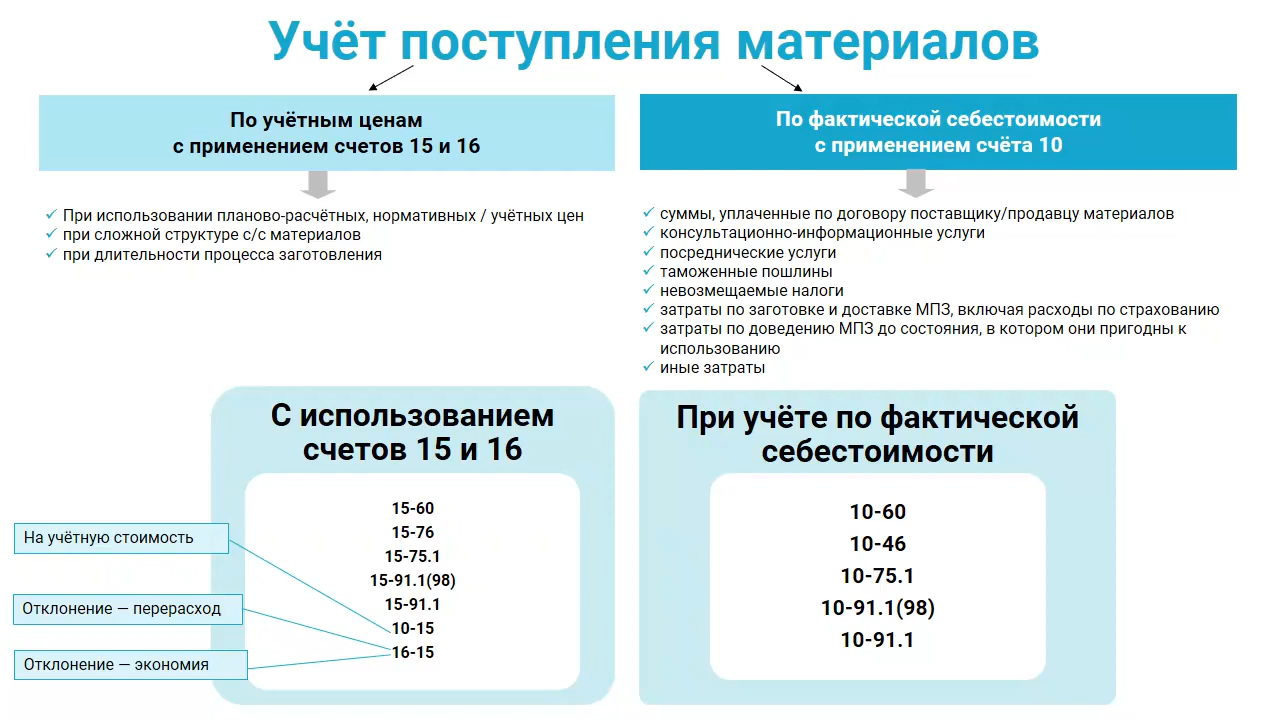 Учёт поступления материалов
По учётным ценам
с применением счетов 15 и 16
При использовании планово-расчётных, нормативных / учётных цен
при сложной структуре с/с материалов
при длительности процесса заготовления
По фактической себестоимости
с применением счёта 10
суммы, уплаченные по договору поставщику/продавцу материалов
консультационно-информационные услуги
посреднические услуги
таможенные пошлины
невозмещаемые налоги
затраты по заготовке и доставке МПЗ, включая расходы по страхованию
затраты по доведению МПЗ до состояния, в котором они пригодны к
использованию
иные затраты
С использованием
счетов 15 и 16
15-60
15-76
15-75.1
15-91.1(98)
15-91.1
10-15
16-15
На учётную стоимость
Отклонение — перерасход
Отклонение — экономия
При учёте по фактической
себестоимости
10-60
10-46
10-75.1
10-91.1(98)
10-91.1